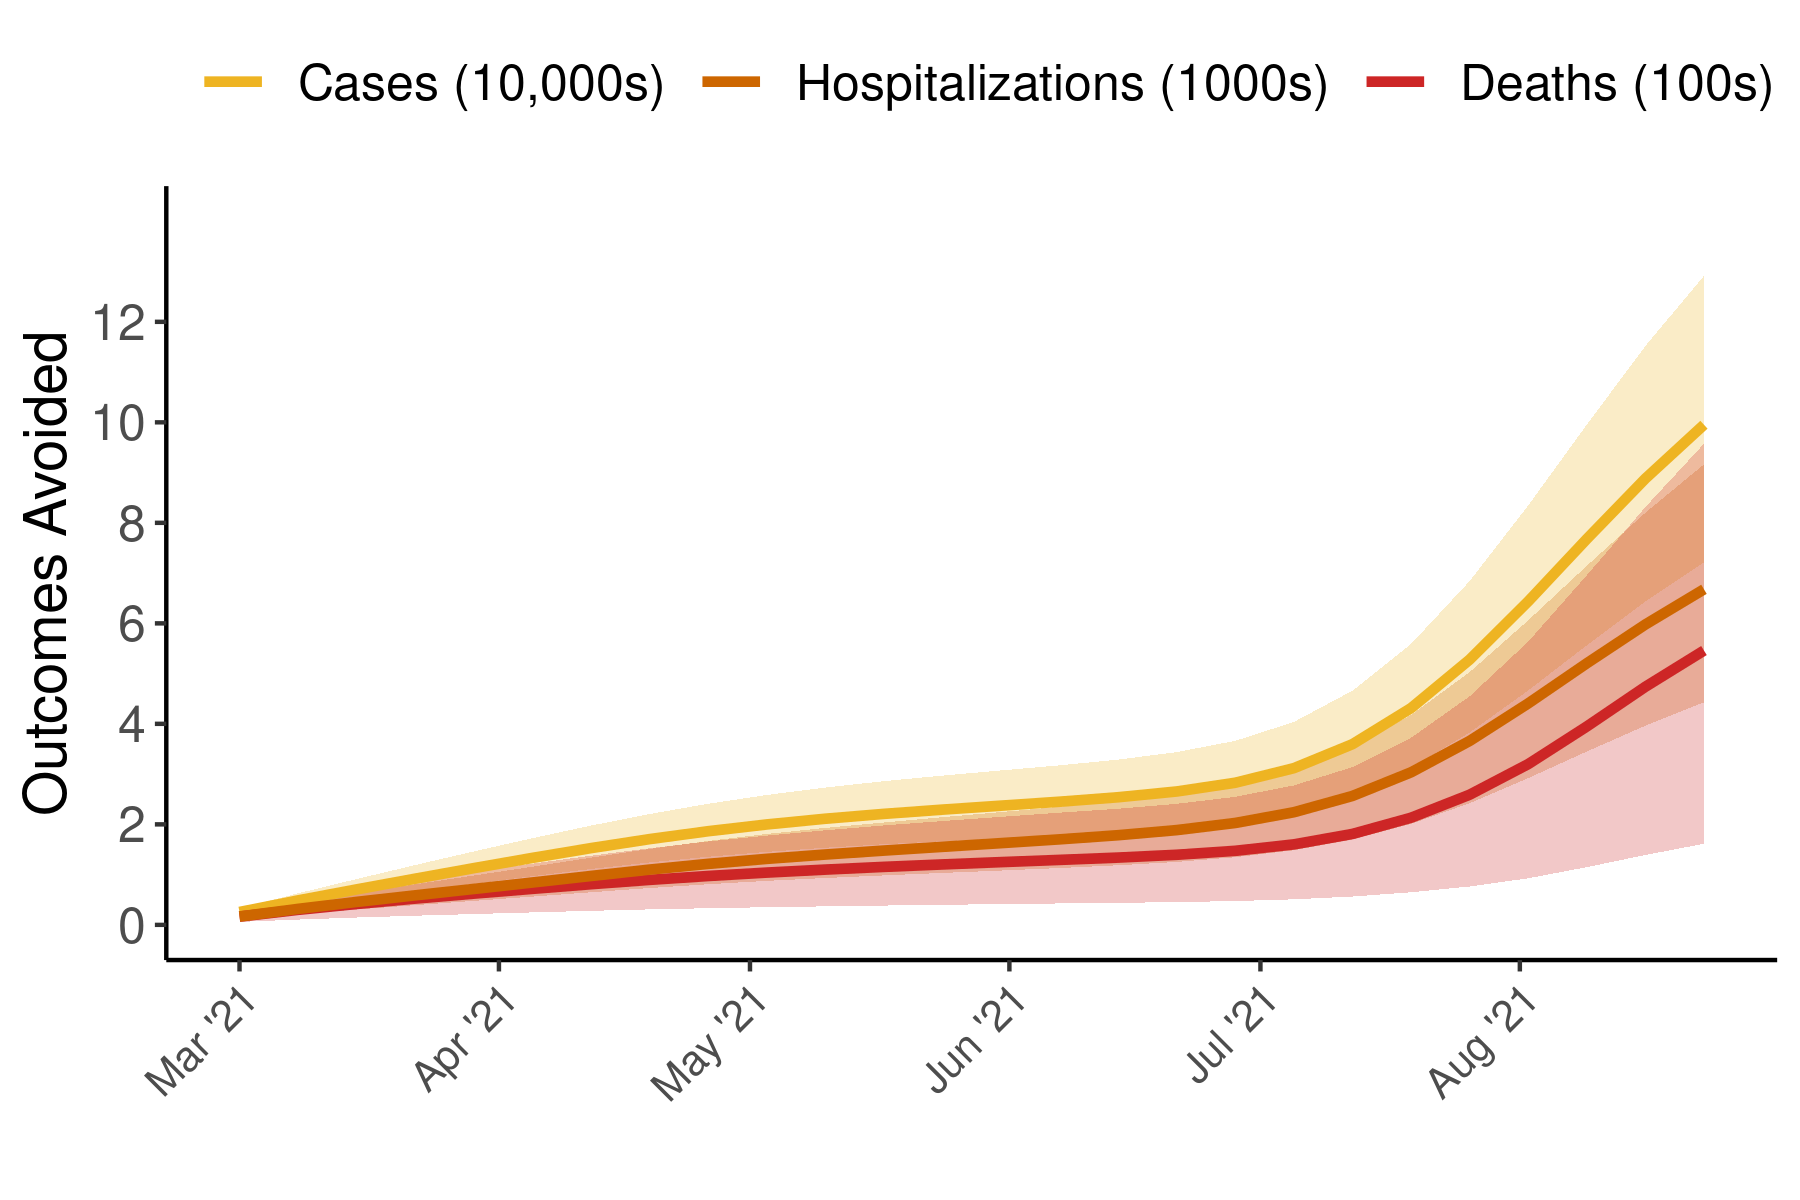 Cases (10,000s) Hospitalizations (1000s) Deaths (100s)
Outcomes Avoided
12
10
8
6
4
2
0
Mar '21 Apr '21 May '21 Jun '21 Jul '21 Aug '21